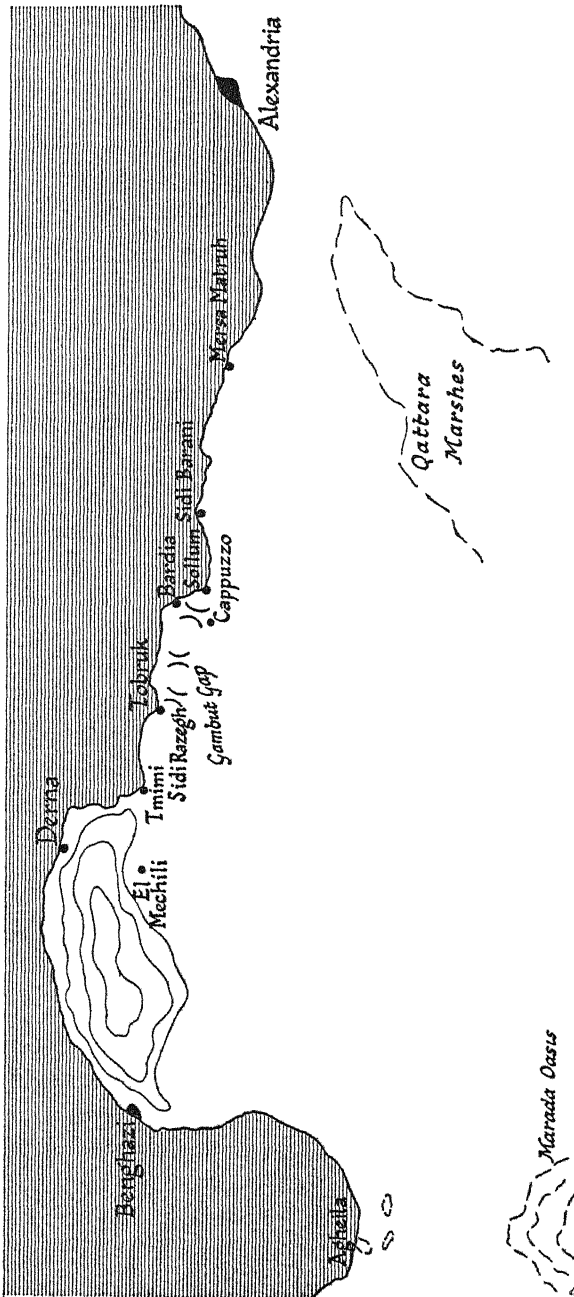 Alexandria
Mersa Matruh
Sidi Barani
Sollum
Bardia
Cappuzzo
Tobruk
Sidi Razegh
Gambut Gap
Tmimi
Derna
El
Mechili
Benghazi
Agheila
Qattara
Marshes
Marada Oasis